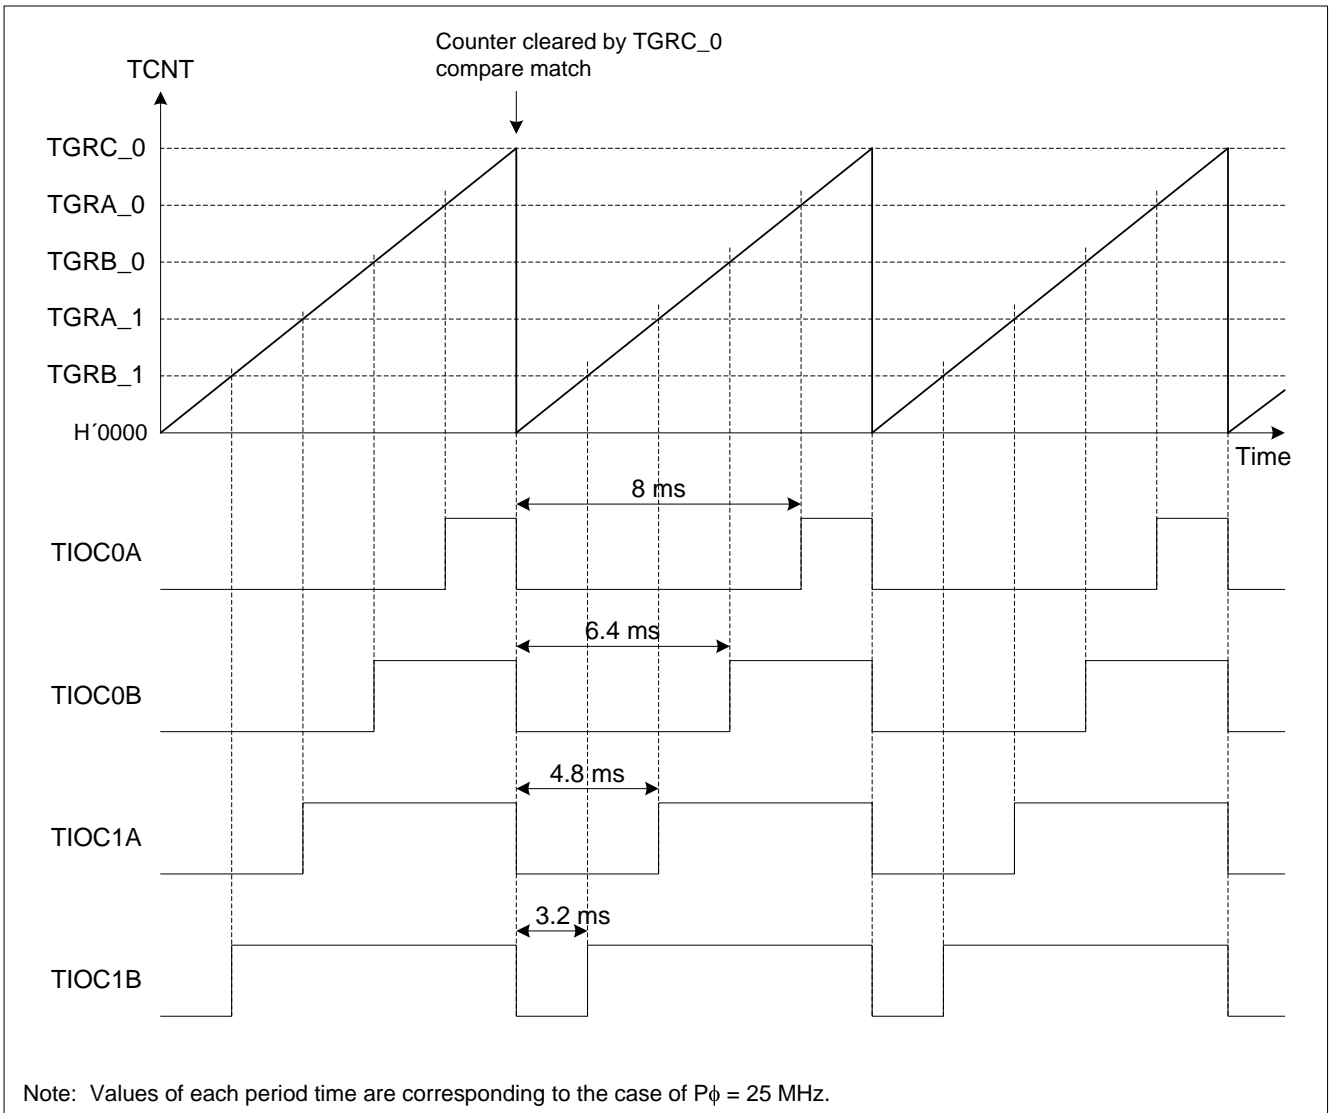 Counter cleared by TGRC_0
compare match
TCNT
TGRC_0
TGRA_0
TGRB_0
TGRA_1
TGRB_1
H´0000
Time
8 ms
TIOC0A
6.4 ms
TIOC0B
4.8 ms
TIOC1A
3.2 ms
TIOC1B
Note: Values of each period time are corresponding to the case of Pϕ = 25 MHz.